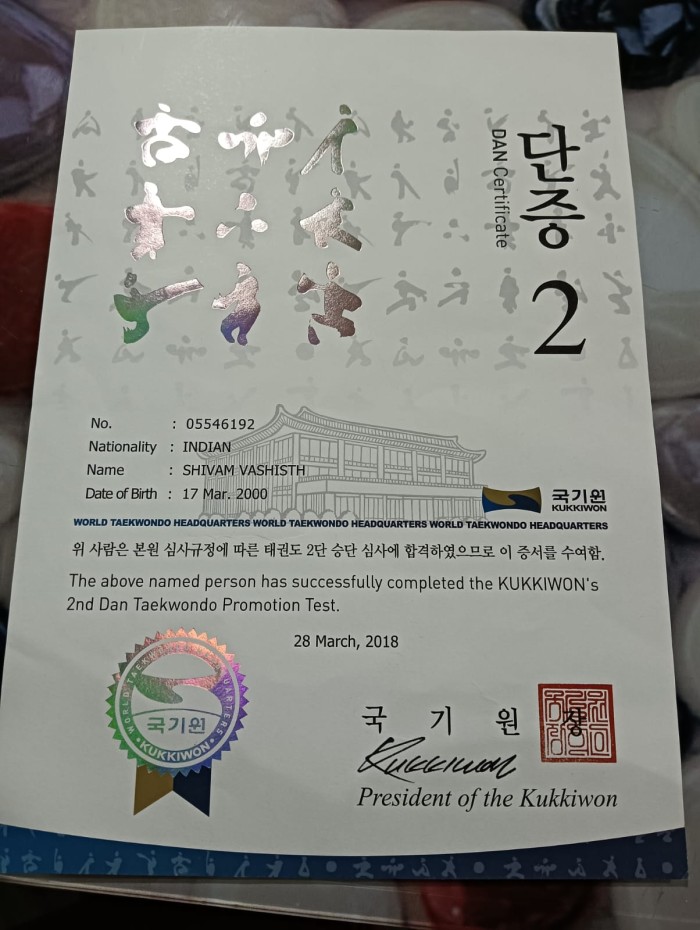 단증
DAN Certificate
2
No. : 05546192
Nationality : INDIAN
Name : SHIVAM VASHISTH
Date of Birth : 17 Mar. 2000
국기원
KUKKIWON
WORLD TAEKWONDO HEADQUARTERS WORLD TAEKWONDO HEADQUARTERS WORLD TAEKWONDO HEADQUARTERS
위 사람은 본원 심사규정에 따른 태권도 2단 승단 심사에 합격하였으므로 이 증서를 수여함.
The above named person has successfully completed the KUKKIWON's
2nd Dan Taekwondo Promotion Test.
28 March, 2018
WORLD TAEKWONDO HEADQUARTERS
국기원
• KUKKIWON •
국 기 원 장
Kukkiwon
President of the Kukkiwon